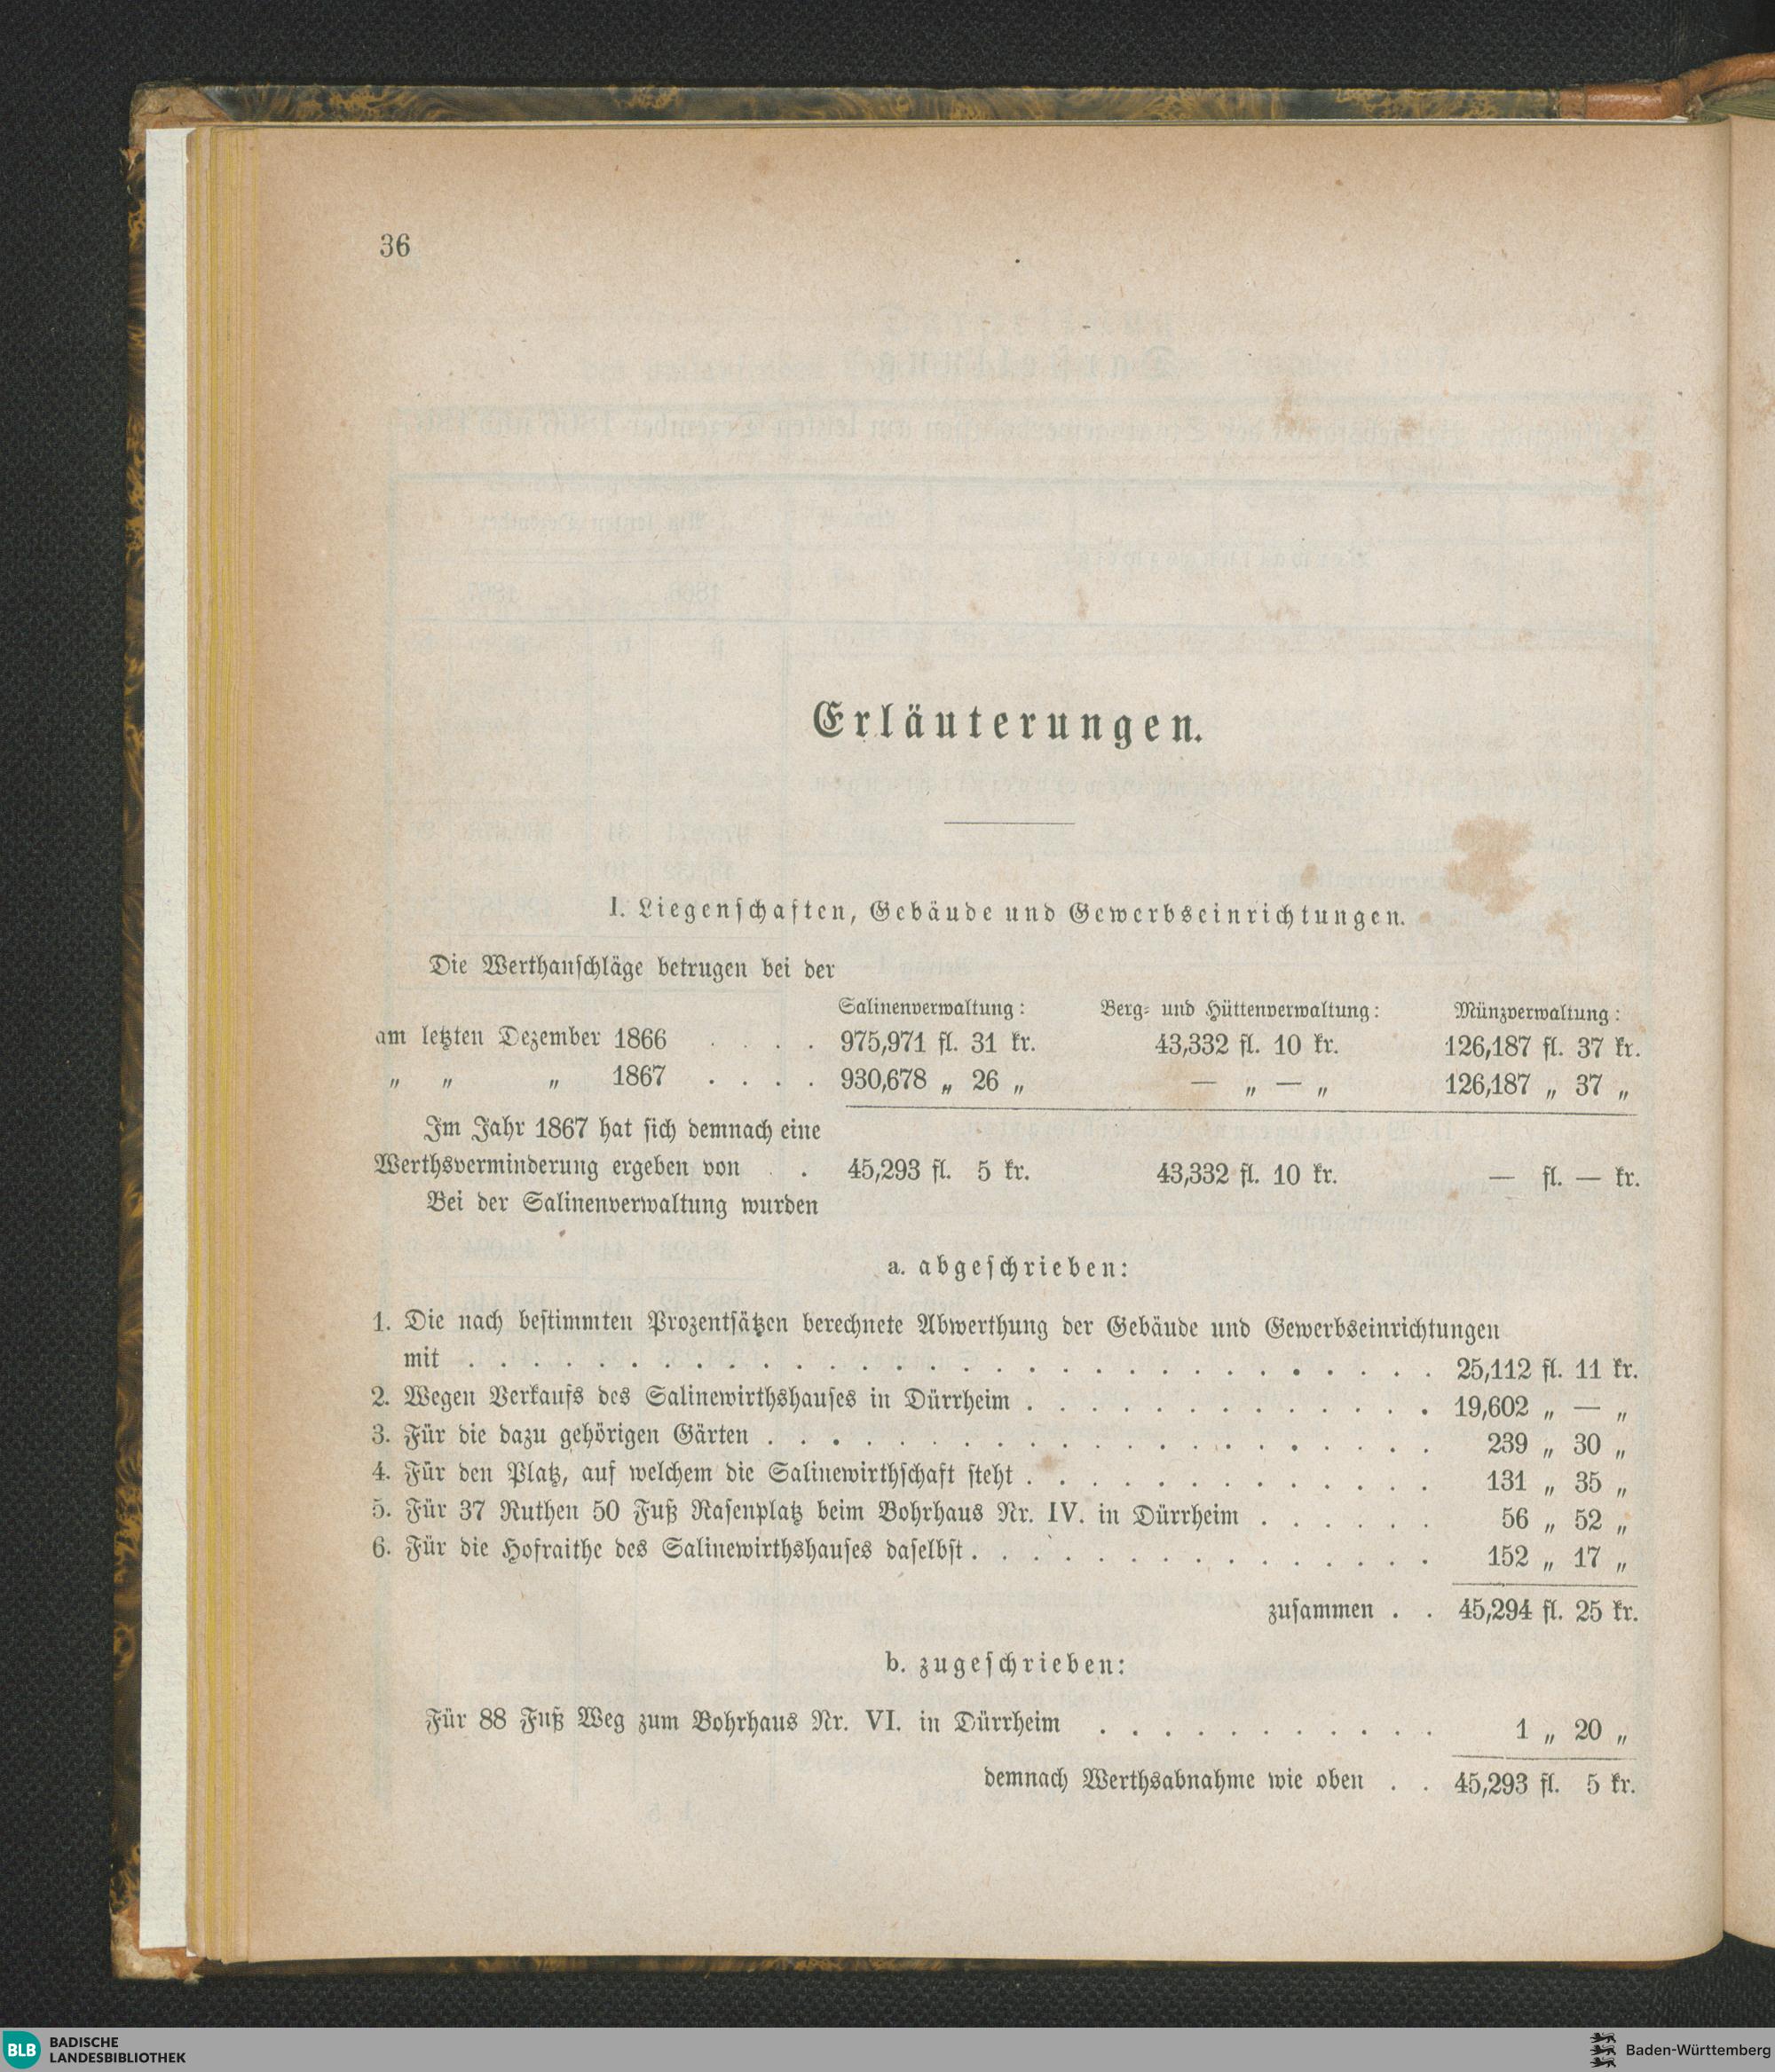 36
Erläuterungen.
I. Liegenschaften, Gebäude und Gewerbseinrichtungen.
Die Werthanschläge betrugen bei der
Salinenverwaltung: Berg- und Hüttenverwaltung: Münzverwaltung:
am letzten Dezember 1866 . . . . 975,971 fl. 31 kr. 43,332 fl. 10 kr. 126,187 fl. 37 kr.
„ „ „ 1867 . . . . 930,678 „ 26 „ — „ — „ 126,187 „ 37 „
Im Jahr 1867 hat sich demnach eine
Werthsverminderung ergeben von . . 45,293 fl. 5 kr. 43,332 fl. 10 kr. — fl. — kr.
Bei der Salinenverwaltung wurden
a. abgeschrieben:
1. Die nach bestimmten Prozentsätzen berechnete Abwerthung der Gebäude und Gewerbseinrichtungen
mit . . . . . . . . . . . . . . . . . . . . . . . . . . . . . . 25,112 fl. 11 kr.
2. Wegen Verkaufs des Salinewirthshauses in Dürrheim . . . . . . . . . . . . . 19,602 „ — „
3. Für die dazu gehörigen Gärten . . . . . . . . . . . . . . . . . . . . . 239 „ 30 „
4. Für den Platz, auf welchem die Salinewirthschaft steht . . . . . . . . . . . . . 131 „ 35 „
5. Für 37 Ruthen 50 Fuß Rasenplatz beim Bohrhaus Nr. IV. in Dürrheim . . . . . . 56 „ 52 „
6. Für die Hofraithe des Salinewirthshauses daselbst . . . . . . . . . . . . . . . 152 „ 17 „
zusammen . . 45,294 fl. 25 kr.
b. zugeschrieben:
Für 88 Fuß Weg zum Bohrhaus Nr. VI. in Dürrheim . . . . . . . . . . . 1 „ 20 „
demnach Werthsabnahme wie oben . . 45,293 fl. 5 kr.
BLB BADISCHE
LANDESBIBLIOTHEK
Baden-Württemberg